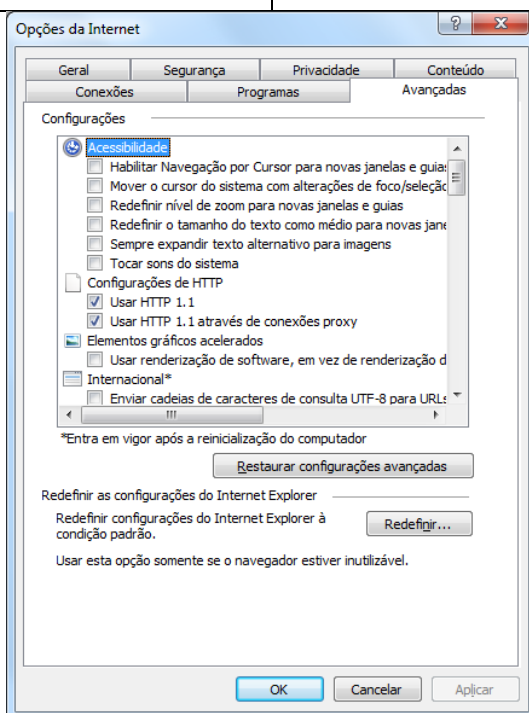 Opções da Internet
Geral Segurança Privacidade Conteúdo
Conexões Programas Avançadas
Configurações
Acessibilidade
Habilitar Navegação por Cursor para novas janelas e guias
Mover o cursor do sistema com alterações de foco/seleçã
Redefinir nível de zoom para novas janelas e guias
Redefinir o tamanho do texto como médio para novas jane
Sempre expandir texto alternativo para imagens
Tocar sons do sistema
Configurações de HTTP
Usar HTTP 1.1
Usar HTTP 1.1 através de conexões proxy
Elementos gráficos acelerados
Usar renderização de software, em vez de renderização d
Internacional*
Enviar cadeias de caracteres de consulta UTF-8 para URLs
*Entra em vigor após a reinicialização do computador
Restaurar configurações avançadas
Redefinir as configurações do Internet Explorer
Redefinir configurações do Internet Explorer à
condição padrão.
Redefinir...
Usar esta opção somente se o navegador estiver inutilizável.
OK Cancelar Aplicar